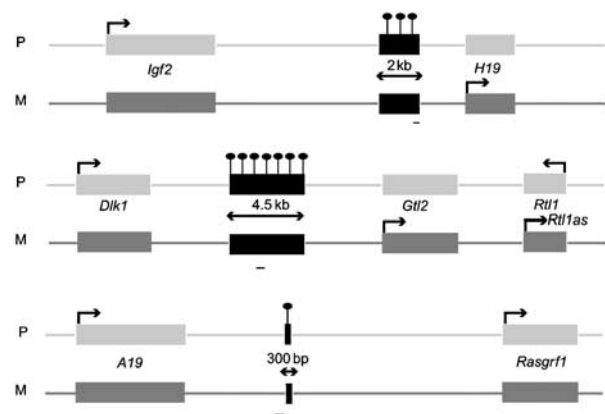 P
Igf2
2 kb
H19
M
P
Dlk1
4.5 kb
Gtl2
Rtl1
M
Rtl1as
P
A19
300 bp
Rasgrf1
M